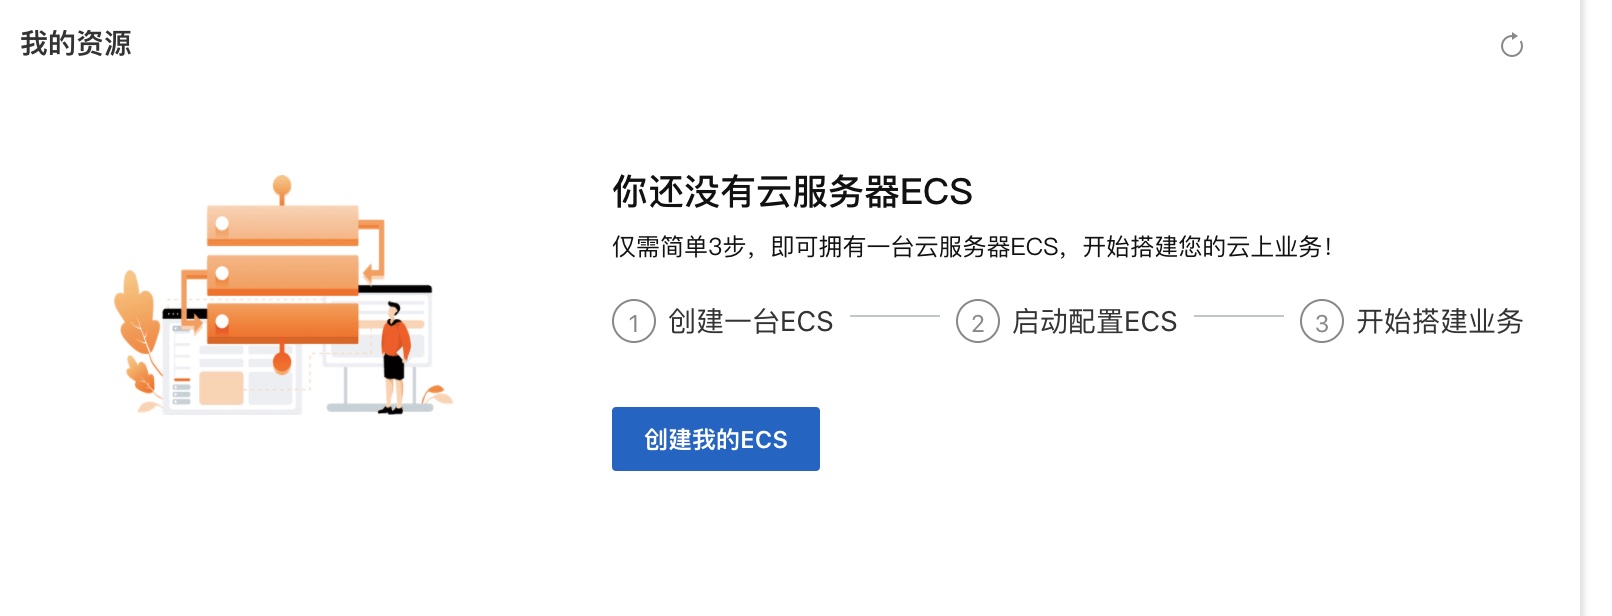 我的资源
你还没有云服务器ECS
仅需简单3步，即可拥有一台云服务器ECS，开始搭建您的云上业务！
1 创建一台ECS 2 启动配置ECS 3 开始搭建业务
创建我的ECS